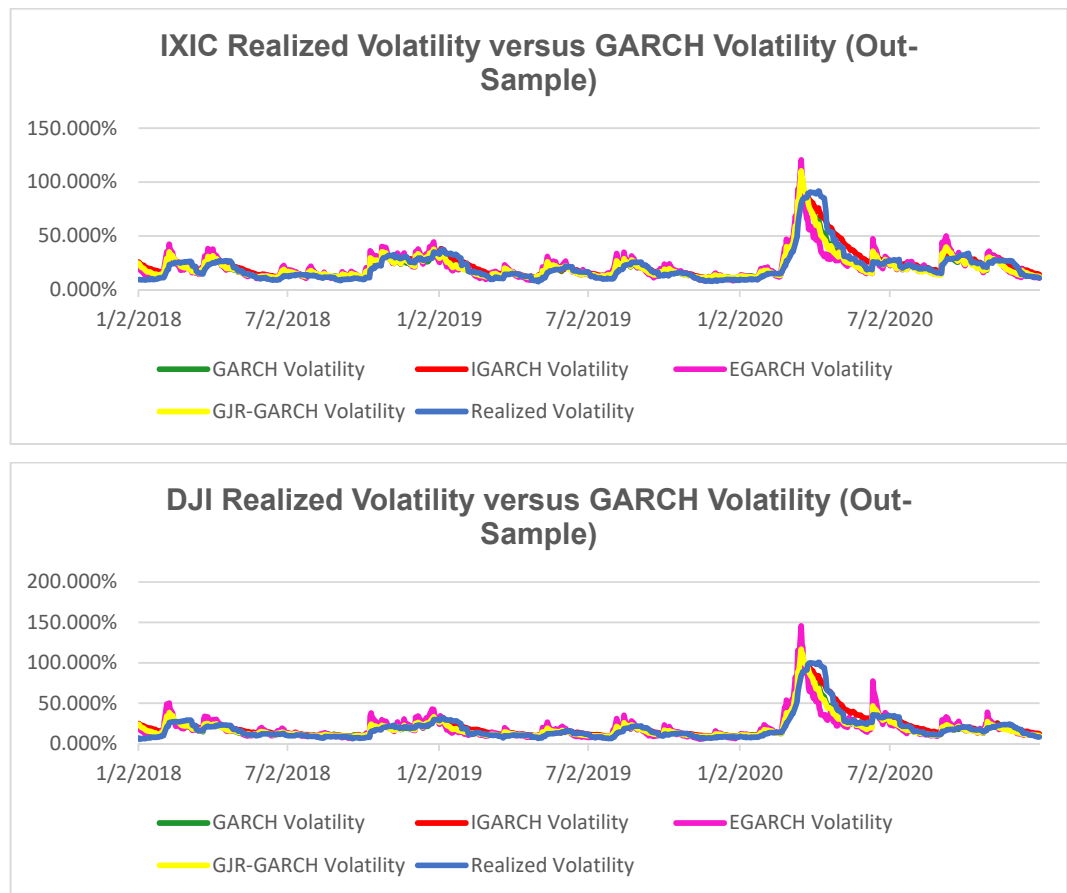 IXIC Realized Volatility versus GARCH Volatility (Out-
Sample)
150.000%
100.000%
50.000%
0.000%
1/2/2018 7/2/2018 1/2/2019 7/2/2019 1/2/2020 7/2/2020
GARCH Volatility IGARCH Volatility EGARCH Volatility
GJR-GARCH Volatility Realized Volatility
DJI Realized Volatility versus GARCH Volatility (Out-
Sample)
200.000%
150.000%
100.000%
50.000%
0.000%
1/2/2018 7/2/2018 1/2/2019 7/2/2019 1/2/2020 7/2/2020
GARCH Volatility IGARCH Volatility EGARCH Volatility
GJR-GARCH Volatility Realized Volatility